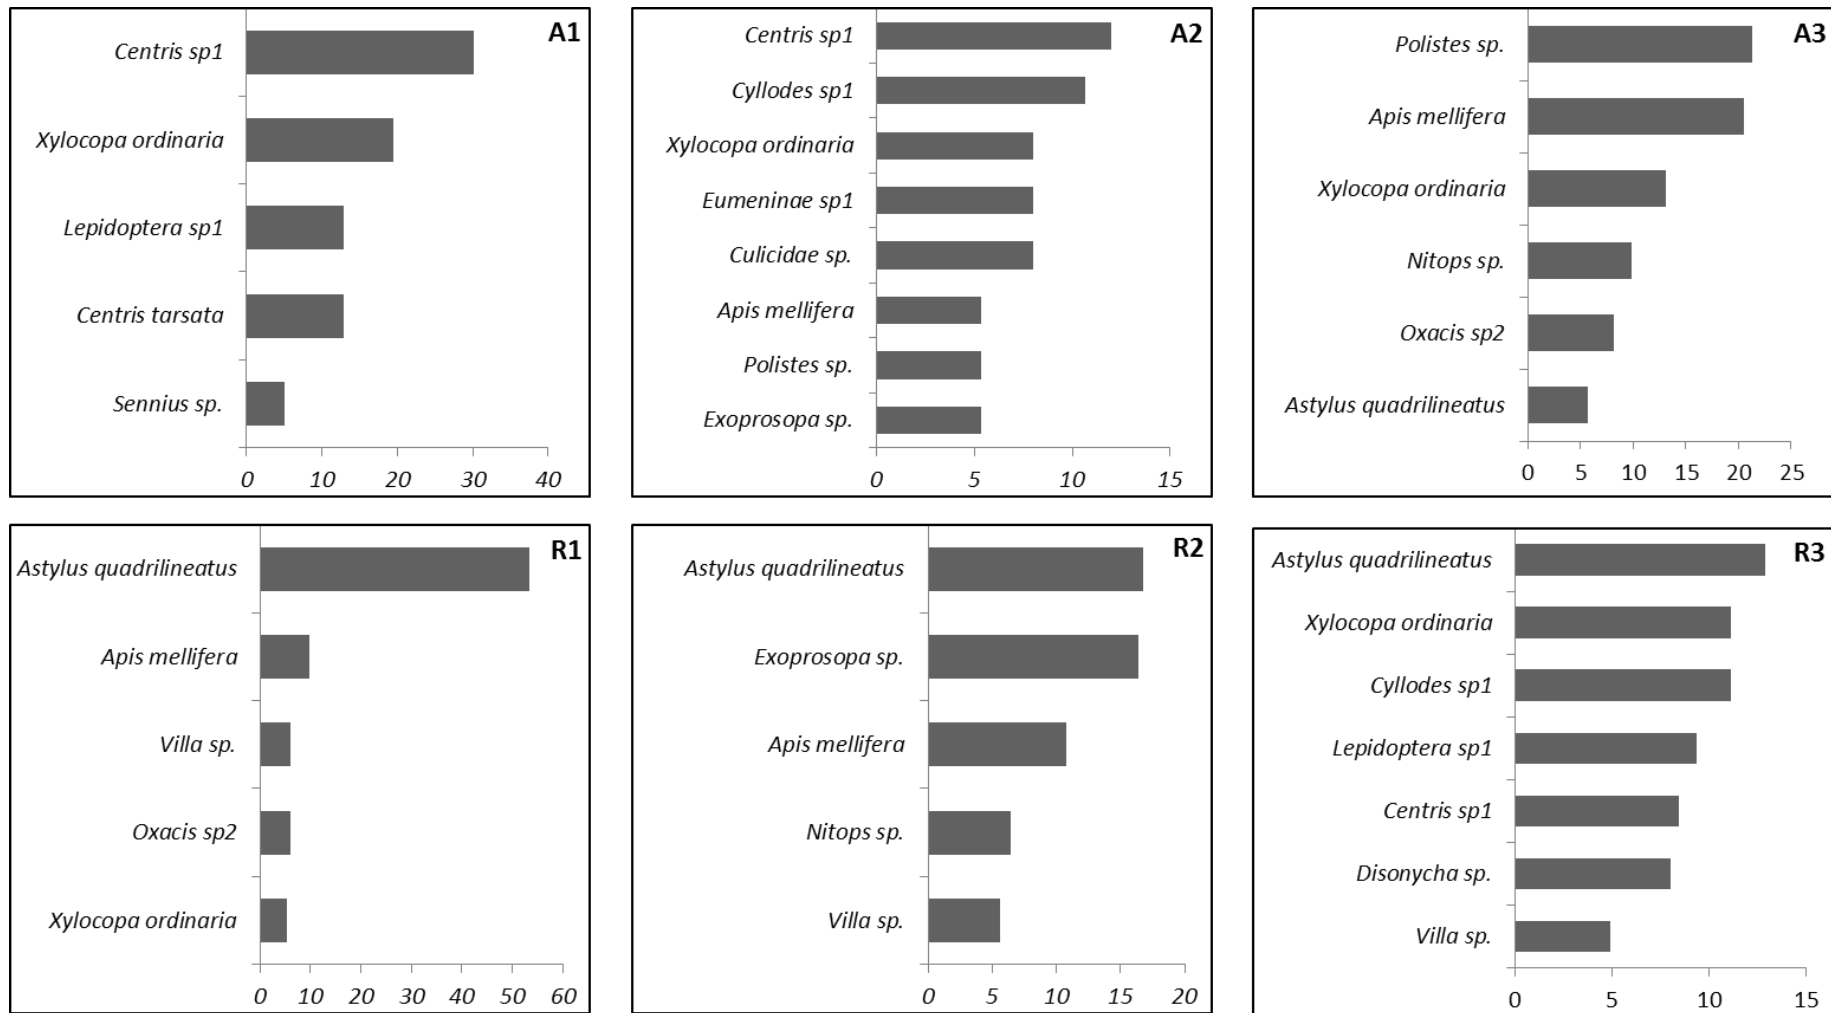 A1
Centris sp1
Xylocopa ordinaria
Lepidoptera sp1
Centris tarsata
Sennius sp.
0 10 20 30 40
A2
Centris sp1
Cyllodes sp1
Xylocopa ordinaria
Eumeninae sp1
Culicidae sp.
Apis mellifera
Polistes sp.
Exoprosopa sp.
0 5 10 15
A3
Polistes sp.
Apis mellifera
Xylocopa ordinaria
Nitops sp.
Oxacis sp2
Astylus quadrilineatus
0 5 10 15 20 25
R1
Astylus quadrilineatus
Apis mellifera
Villa sp.
Oxacis sp2
Xylocopa ordinaria
0 10 20 30 40 50 60
R2
Astylus quadrilineatus
Exoprosopa sp.
Apis mellifera
Nitops sp.
Villa sp.
0 5 10 15 20
R3
Astylus quadrilineatus
Xylocopa ordinaria
Cyllodes sp1
Lepidoptera sp1
Centris sp1
Disonycha sp.
Villa sp.
0 5 10 15